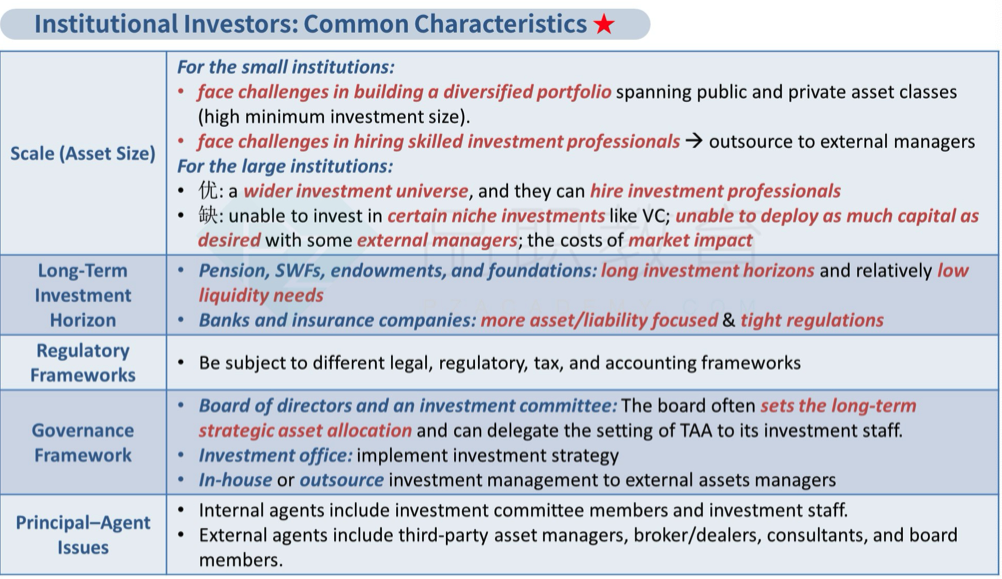 Institutional Investors: Common Characteristics ★
Scale (Asset Size)
For the small institutions:
• face challenges in building a diversified portfolio spanning public and private asset classes
(high minimum investment size).
• face challenges in hiring skilled investment professionals → outsource to external managers
For the large institutions:
• 优: a wider investment universe, and they can hire investment professionals
• 缺: unable to invest in certain niche investments like VC; unable to deploy as much capital as
desired with some external managers; the costs of market impact
Long-Term
Investment
Horizon
• Pension, SWFs, endowments, and foundations: long investment horizons and relatively low
liquidity needs
• Banks and insurance companies: more asset/liability focused & tight regulations
Regulatory
Frameworks
• Be subject to different legal, regulatory, tax, and accounting frameworks
Governance
Framework
• Board of directors and an investment committee: The board often sets the long-term
strategic asset allocation and can delegate the setting of TAA to its investment staff.
• Investment office: implement investment strategy
• In-house or outsource investment management to external assets managers
Principal–Agent
Issues
• Internal agents include investment committee members and investment staff.
• External agents include third-party asset managers, broker/dealers, consultants, and board
members.